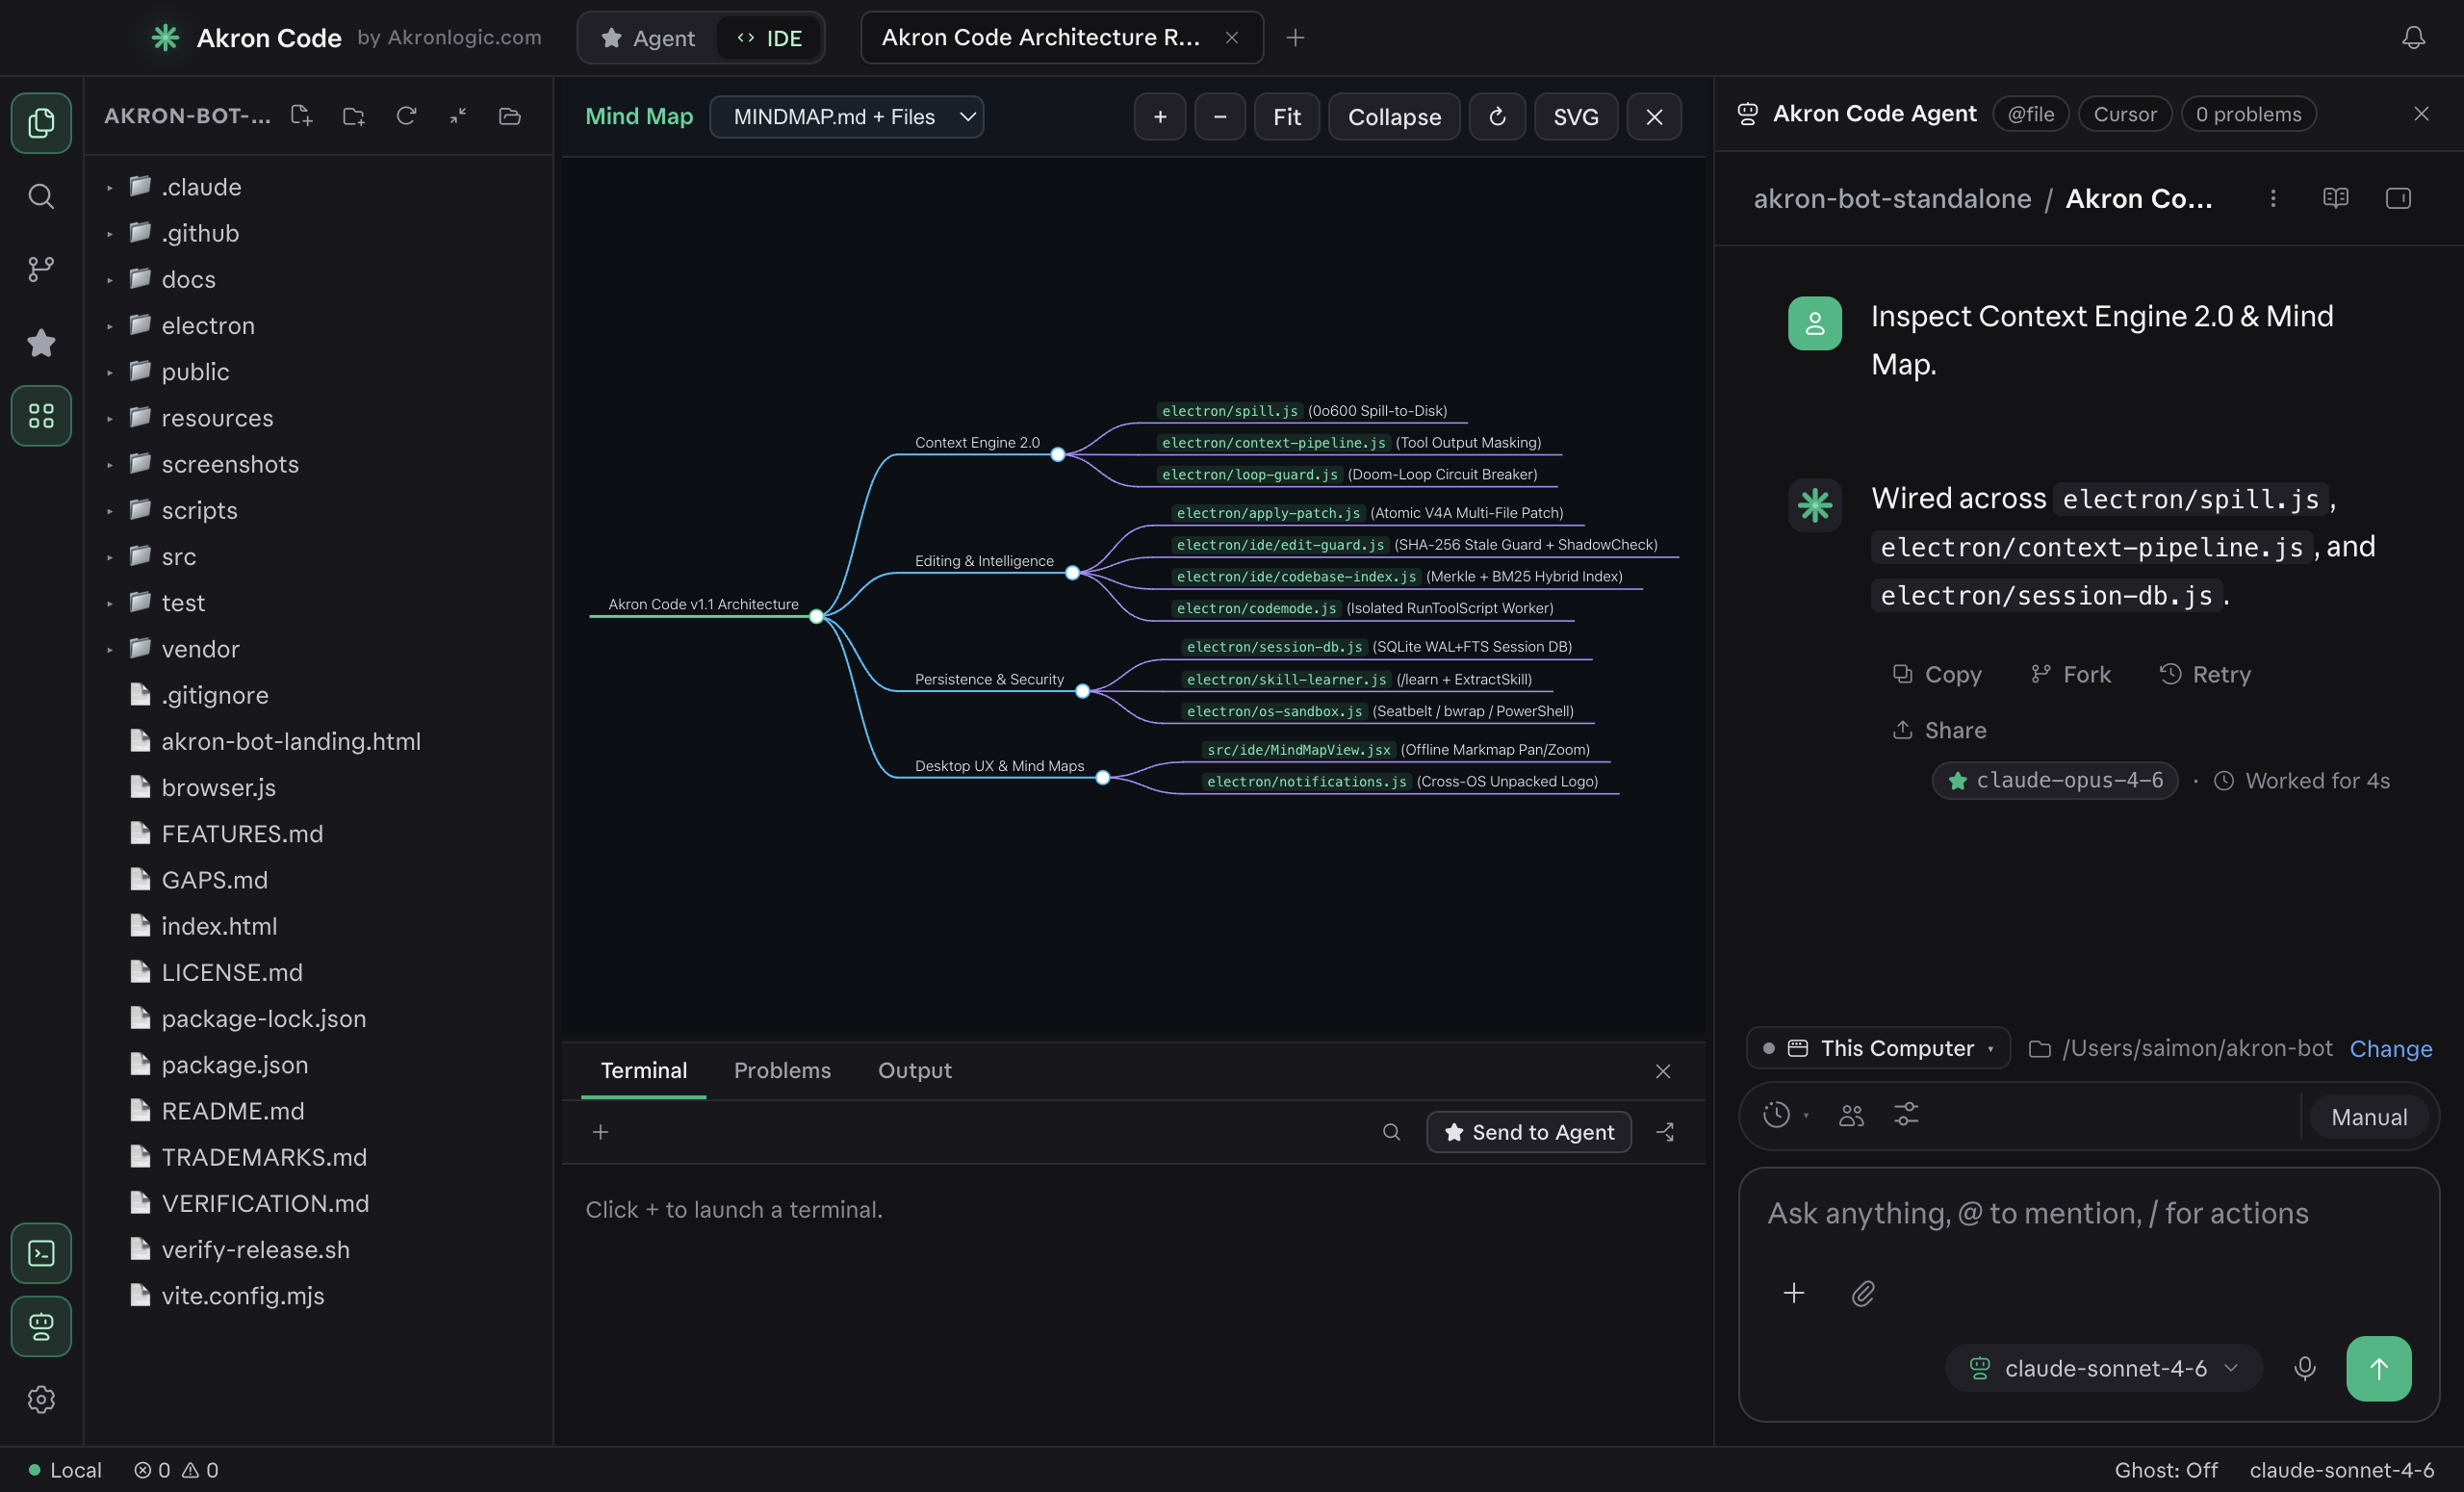 Akron Code by Akronlogic.com
Agent
IDE
Akron Code Architecture R...
AKRON-BOT-...
.claude
.github
docs
electron
public
resources
screenshots
scripts
src
test
vendor
.gitignore
akron-bot-landing.html
browser.js
FEATURES.md
GAPS.md
index.html
LICENSE.md
package-lock.json
package.json
README.md
TRADEMARKS.md
VERIFICATION.md
verify-release.sh
vite.config.mjs
Mind Map
MINDMAP.md + Files
+
−
Fit
Collapse
SVG
Akron Code v1.1 Architecture
Context Engine 2.0
electron/spill.js (0o600 Spill-to-Disk)
electron/context-pipeline.js (Tool Output Masking)
electron/loop-guard.js (Doom-Loop Circuit Breaker)
Editing & Intelligence
electron/apply-patch.js (Atomic V4A Multi-File Patch)
electron/ide/edit-guard.js (SHA-256 Stale Guard + ShadowCheck)
electron/ide/codebase-index.js (Merkle + BM25 Hybrid Index)
electron/codemode.js (Isolated RunToolScript Worker)
Persistence & Security
electron/session-db.js (SQLite WAL+FTS Session DB)
electron/skill-learner.js (/learn + ExtractSkill)
electron/os-sandbox.js (Seatbelt / bwrap / PowerShell)
Desktop UX & Mind Maps
src/ide/MindMapView.jsx (Offline Markmap Pan/Zoom)
electron/notifications.js (Cross-OS Unpacked Logo)
Terminal
Problems
Output
Send to Agent
Click + to launch a terminal.
Akron Code Agent
@file
Cursor
0 problems
akron-bot-standalone / Akron Co...
Inspect Context Engine 2.0 & Mind
Map.
Wired across electron/spill.js,
electron/context-pipeline.js, and
electron/session-db.js.
Copy
Fork
Retry
Share
claude-opus-4-6 · Worked for 4s
This Computer
/Users/saimon/akron-bot
Change
Manual
Ask anything, @ to mention, / for actions
claude-sonnet-4-6
Local
0
0
Ghost: Off
claude-sonnet-4-6